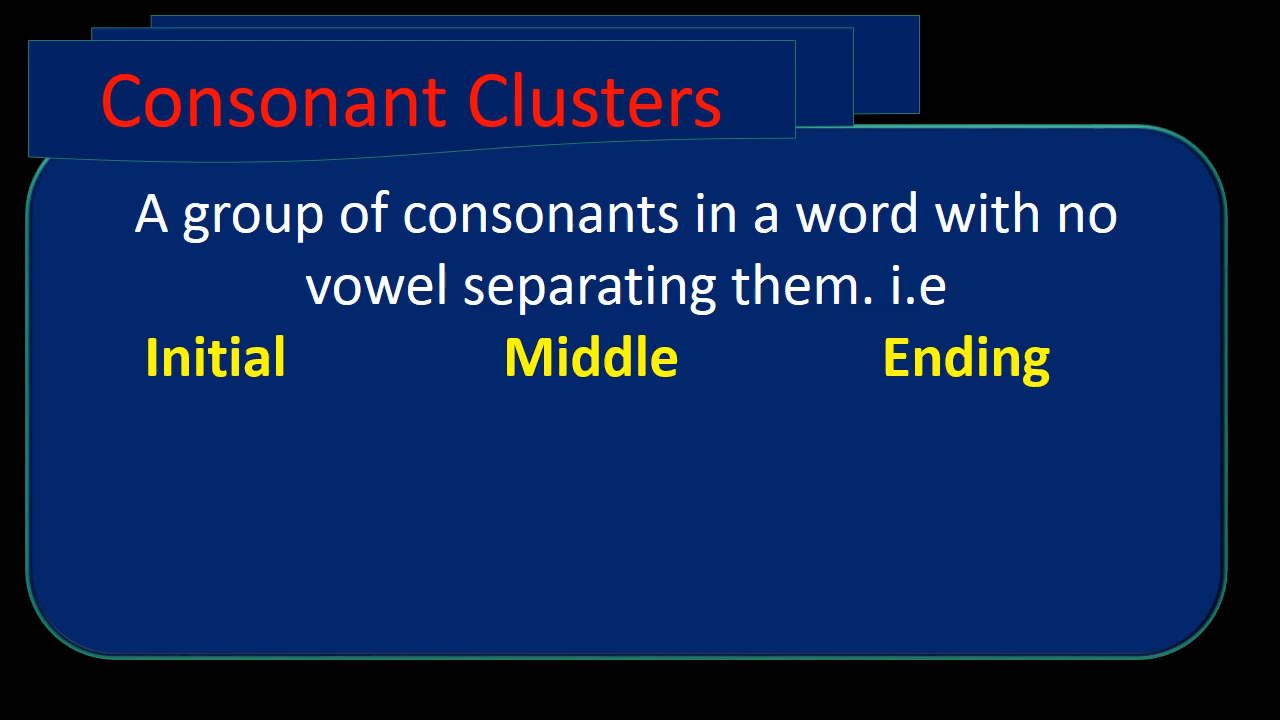 Consonant Clusters
A group of consonants in a word with no
vowel separating them. i.e
Initial Middle Ending